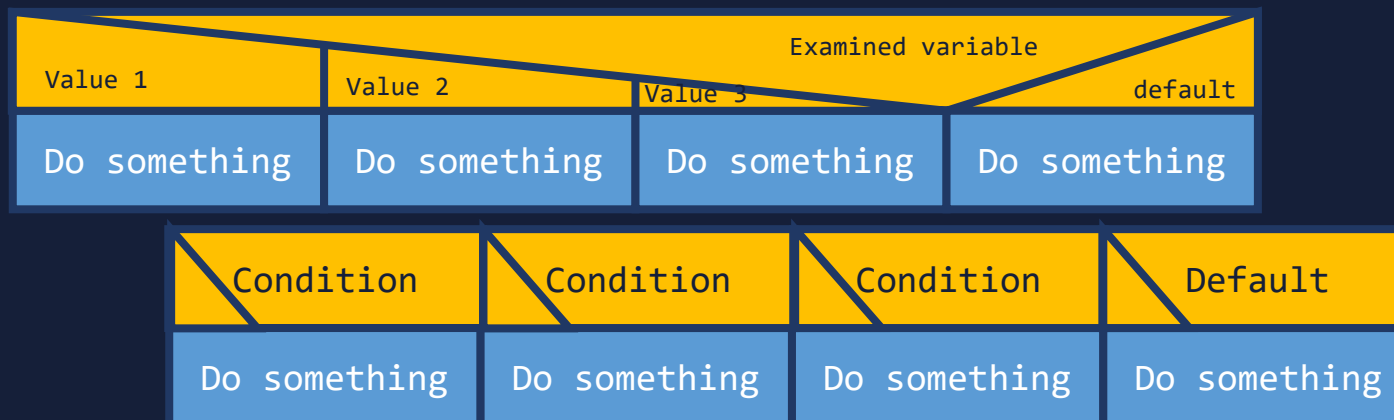 Examined variable
Value 1 Value 2 Value 3 default
Do something Do something Do something Do something
Condition Condition Condition Default
Do something Do something Do something Do something